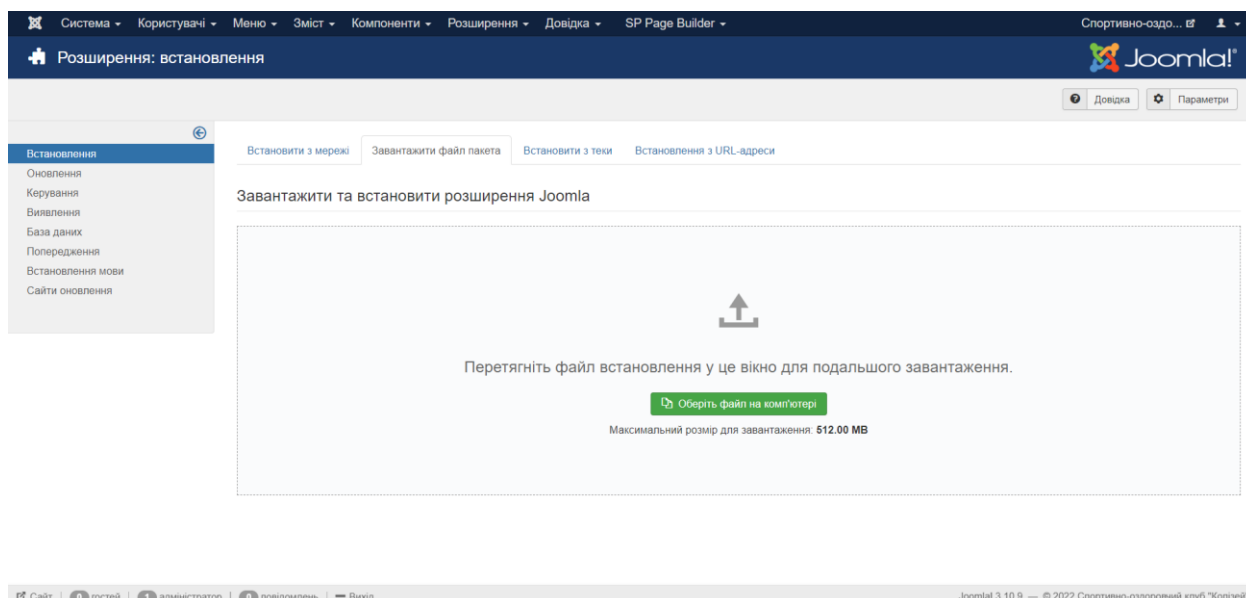 Система Користувачі Меню Зміст Компоненти Розширення Довідка SP Page Builder Спортивно-оздо...
Розширення: встановлення Joomla!®
Довідка Параметри
Встановлення
Оновлення
Керування
Виявлення
База даних
Попередження
Встановлення мови
Сайти оновлення
Встановити з мережі Завантажити файл пакета Встановити з теки Встановлення з URL-адреси
Завантажити та встановити розширення Joomla
Перетягніть файл встановлення у це вікно для подальшого завантаження.
Оберіть файл на комп'ютері
Максимальний розмір для завантаження: 512.00 MB
Сайт 0 гостей 1 адміністратор 0 повідомлень Вихід Joomla! 3.10.9 — © 2022 Спортивно-оздоровчий клуб "Колізей